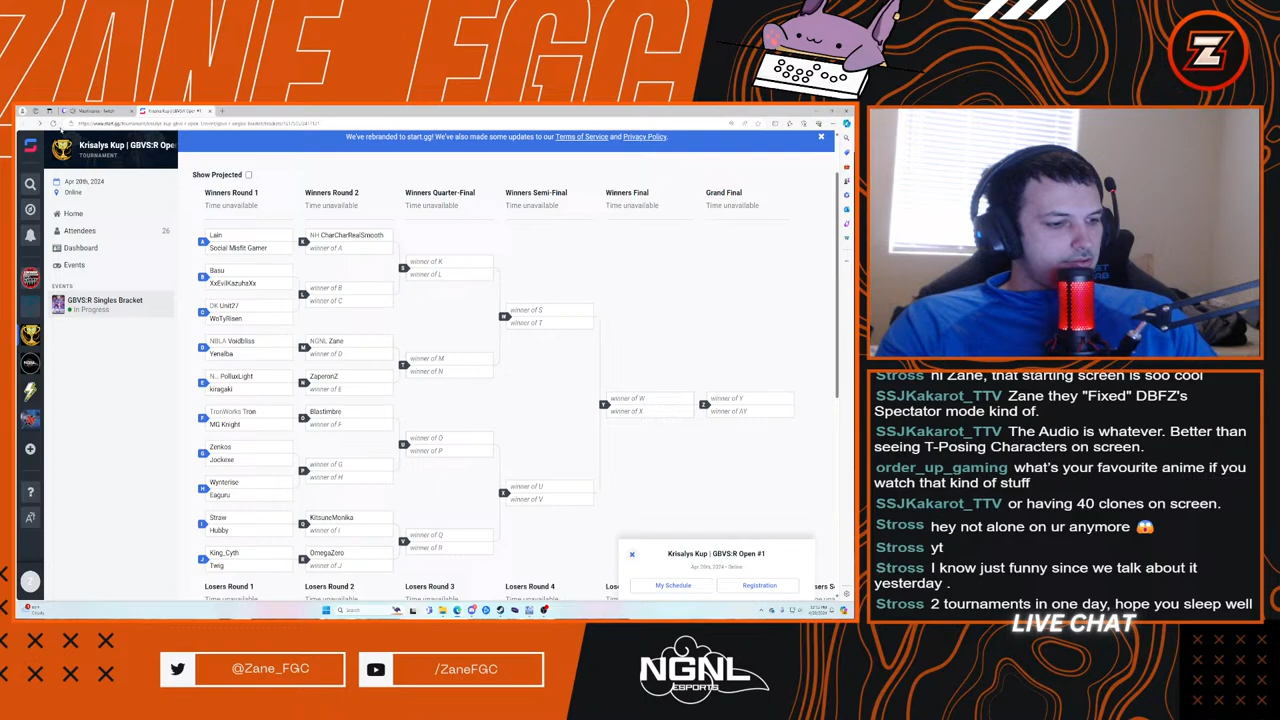 ZANE FGC
Z
Krisalys Kup | GBVS:R Open
TOURNAMENT
Apr 20th, 2024
Online
Home
Attendees 26
Dashboard
Events
EVENTS
GBVS:R Singles Bracket
In Progress
We've rebranded to start.gg! We've also made some updates to our Terms of Service and Privacy Policy.
Show Projected
Winners Round 1
Time unavailable
Winners Round 2
Time unavailable
Winners Quarter-Final
Time unavailable
Winners Semi-Final
Time unavailable
Winners Final
Time unavailable
Grand Final
Time unavailable
A
Lain
Social Misfit Gamer
B
Basu
XxEvilKazuhaXx
C
DK Unit27
WoTyRisen
D
NBLA Voidbliss
Yenalba
E
N... PolluxLight
kiragaki
F
TronWorks Tron
MG Knight
G
Zenkos
Jockexe
H
Wynterise
Eaguru
I
Straw
Hubby
J
King_Cyth
Twig
K
NH CharCharRealSmooth
winner of A
L
winner of B
winner of C
M
NGNL Zane
winner of D
N
ZaperonZ
winner of E
O
Blastimbre
winner of F
P
winner of G
winner of H
Q
KitsuneMonika
winner of I
R
OmegaZero
winner of J
S
winner of K
winner of L
T
winner of M
winner of N
U
winner of O
winner of P
V
winner of Q
winner of R
W
winner of S
winner of T
X
winner of U
winner of V
Y
winner of W
winner of X
Z
winner of Y
winner of AY
Losers Round 1
Losers Round 2
Losers Round 3
Losers Round 4
Krisalys Kup | GBVS:R Open #1
Apr 20th, 2024 • Online
My Schedule
Registration
Search
Stross hi Zane, that starting screen is soo cool
SSJKakarot_TTV Zane they "Fixed" DBFZ's
Spectator mode kind of.
SSJKakarot_TTV The Audio is whatever. Better than
seeing T-Posing Characters on screen.
order_up_gaming what's your favourite anime if you
watch that kind of stuff
SSJKakarot_TTV or having 40 clones on screen.
Stross hey not alone on ur anymore 😱
Stross yt
Stross I know just funny since we talk about it
yesterday .
Stross 2 tournaments in one day, hope you sleep well
LIVE CHAT
@Zane_FGC
/ZaneFGC
NGNL
ESPORTS